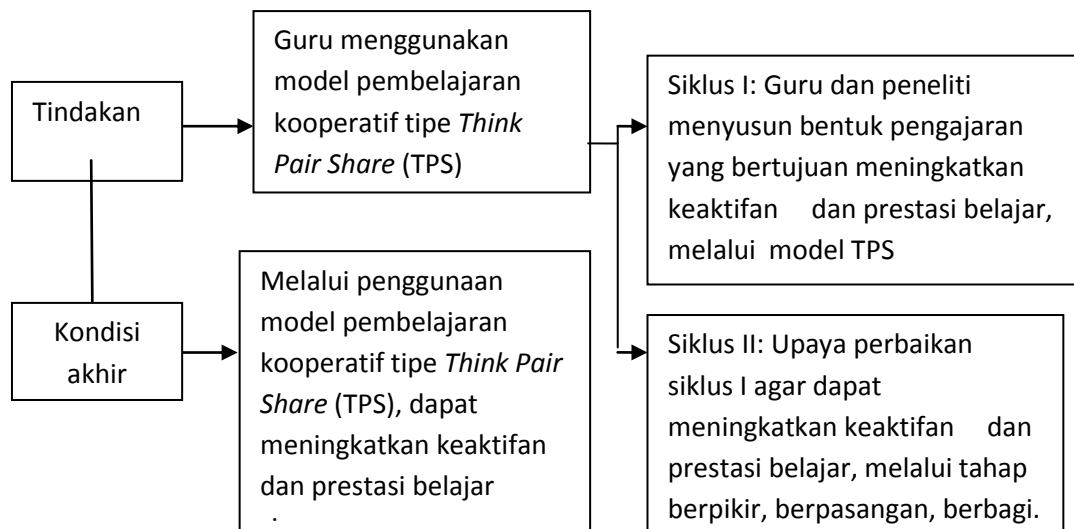 Tindakan
Guru menggunakan
model pembelajaran
kooperatif tipe Think
Pair Share (TPS)
Siklus I: Guru dan peneliti
menyusun bentuk pengajaran
yang bertujuan meningkatkan
keaktifan dan prestasi belajar,
melalui model TPS
Kondisi
akhir
Melalui penggunaan
model pembelajaran
kooperatif tipe Think Pair
Share (TPS), dapat
meningkatkan keaktifan
dan prestasi belajar
Siklus II: Upaya perbaikan
siklus I agar dapat
meningkatkan keaktifan dan
prestasi belajar, melalui tahap
berpikir, berpasangan, berbagi.